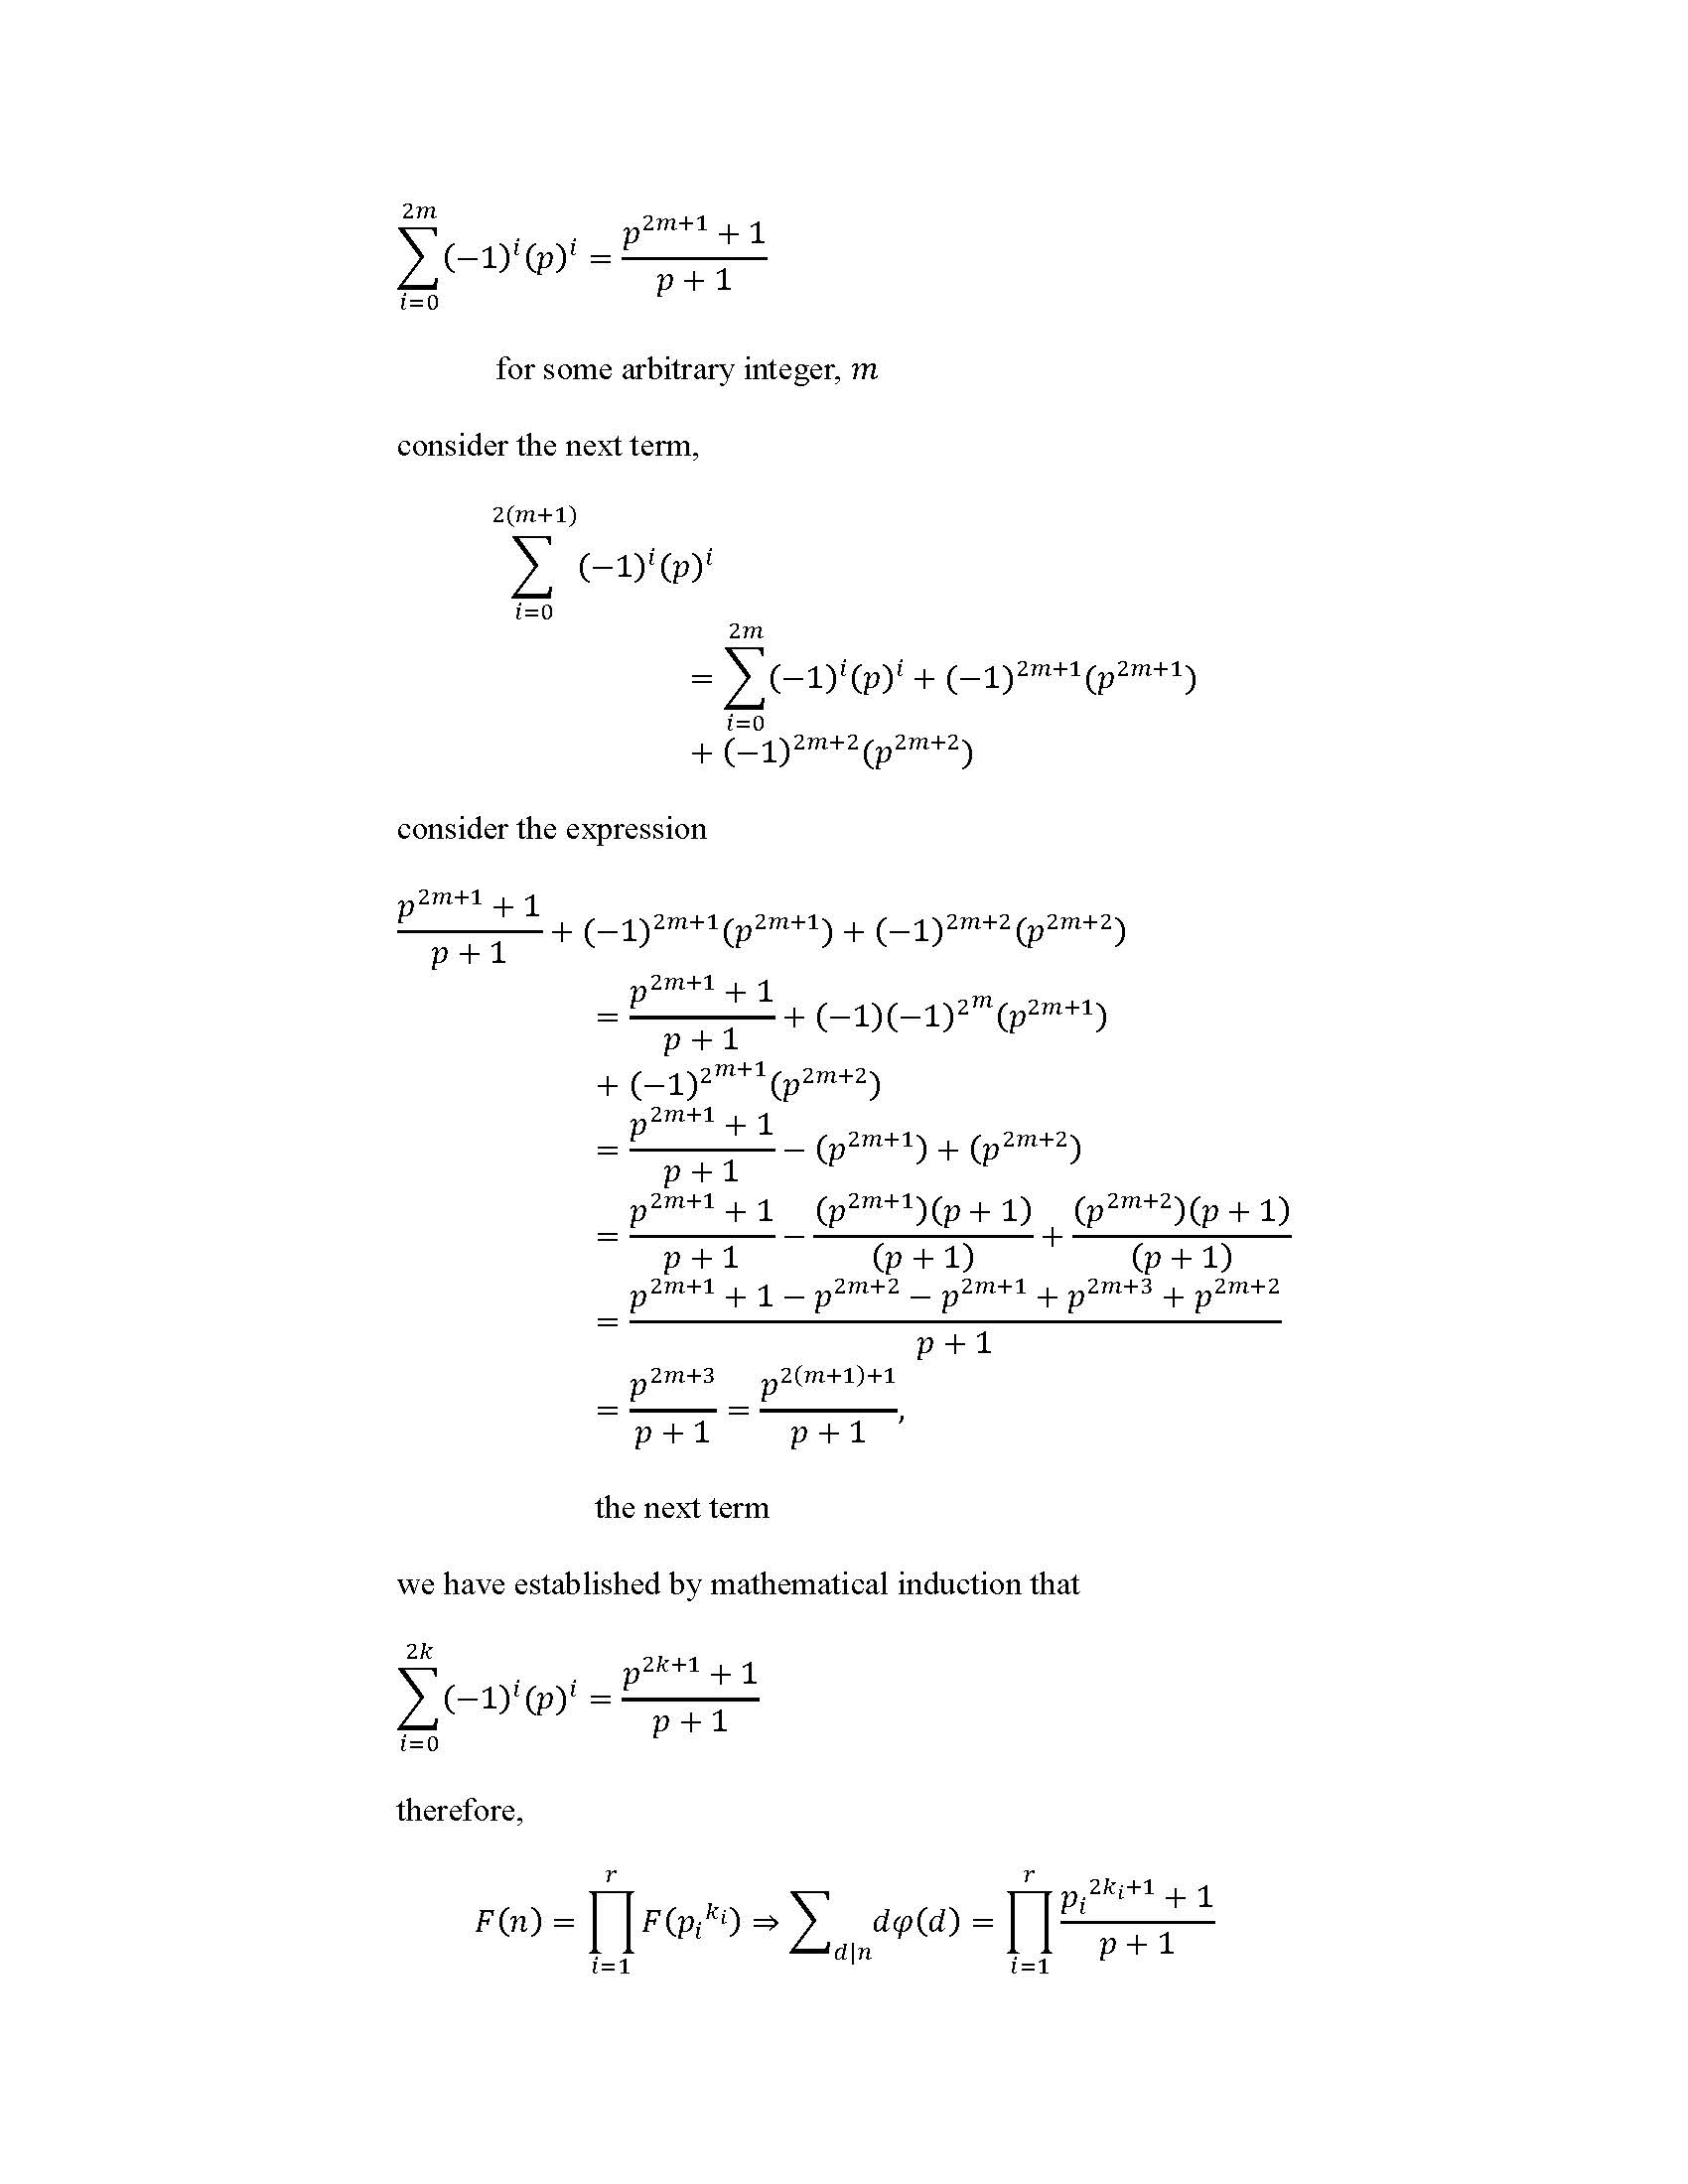 \sum_{i=0}^{2m} (-1)^i (p)^i = \frac{p^{2m+1} + 1}{p + 1}
for some arbitrary integer, m
consider the next term,
\sum_{i=0}^{2(m+1)} (-1)^i (p)^i
= \sum_{i=0}^{2m} (-1)^i (p)^i + (-1)^{2m+1} (p^{2m+1})
+ (-1)^{2m+2} (p^{2m+2})
consider the expression
\frac{p^{2m+1} + 1}{p + 1} + (-1)^{2m+1} (p^{2m+1}) + (-1)^{2m+2} (p^{2m+2})
= \frac{p^{2m+1} + 1}{p + 1} + (-1)(-1)^{2^m} (p^{2m+1})
+ (-1)^{2^{m+1}} (p^{2m+2})
= \frac{p^{2m+1} + 1}{p + 1} - (p^{2m+1}) + (p^{2m+2})
= \frac{p^{2m+1} + 1}{p + 1} - \frac{(p^{2m+1})(p + 1)}{(p + 1)} + \frac{(p^{2m+2})(p + 1)}{(p + 1)}
= \frac{p^{2m+1} + 1 - p^{2m+2} - p^{2m+1} + p^{2m+3} + p^{2m+2}}{p + 1}
= \frac{p^{2m+3}}{p + 1} = \frac{p^{2(m+1)+1}}{p + 1},
the next term
we have established by mathematical induction that
\sum_{i=0}^{2k} (-1)^i (p)^i = \frac{p^{2k+1} + 1}{p + 1}
therefore,
F(n) = \prod_{i=1}^{r} F(p_i^{k_i}) \Rightarrow \sum_{d|n} d\varphi(d) = \prod_{i=1}^{r} \frac{p_i^{2k_i+1} + 1}{p + 1}